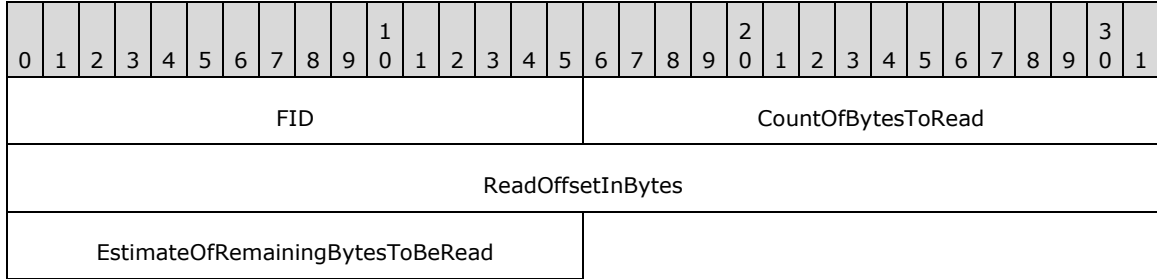 1 2 3
0 1 2 3 4 5 6 7 8 9 0 1 2 3 4 5 6 7 8 9 0 1 2 3 4 5 6 7 8 9 0 1
FID CountOfBytesToRead
ReadOffsetInBytes
EstimateOfRemainingBytesToBeRead